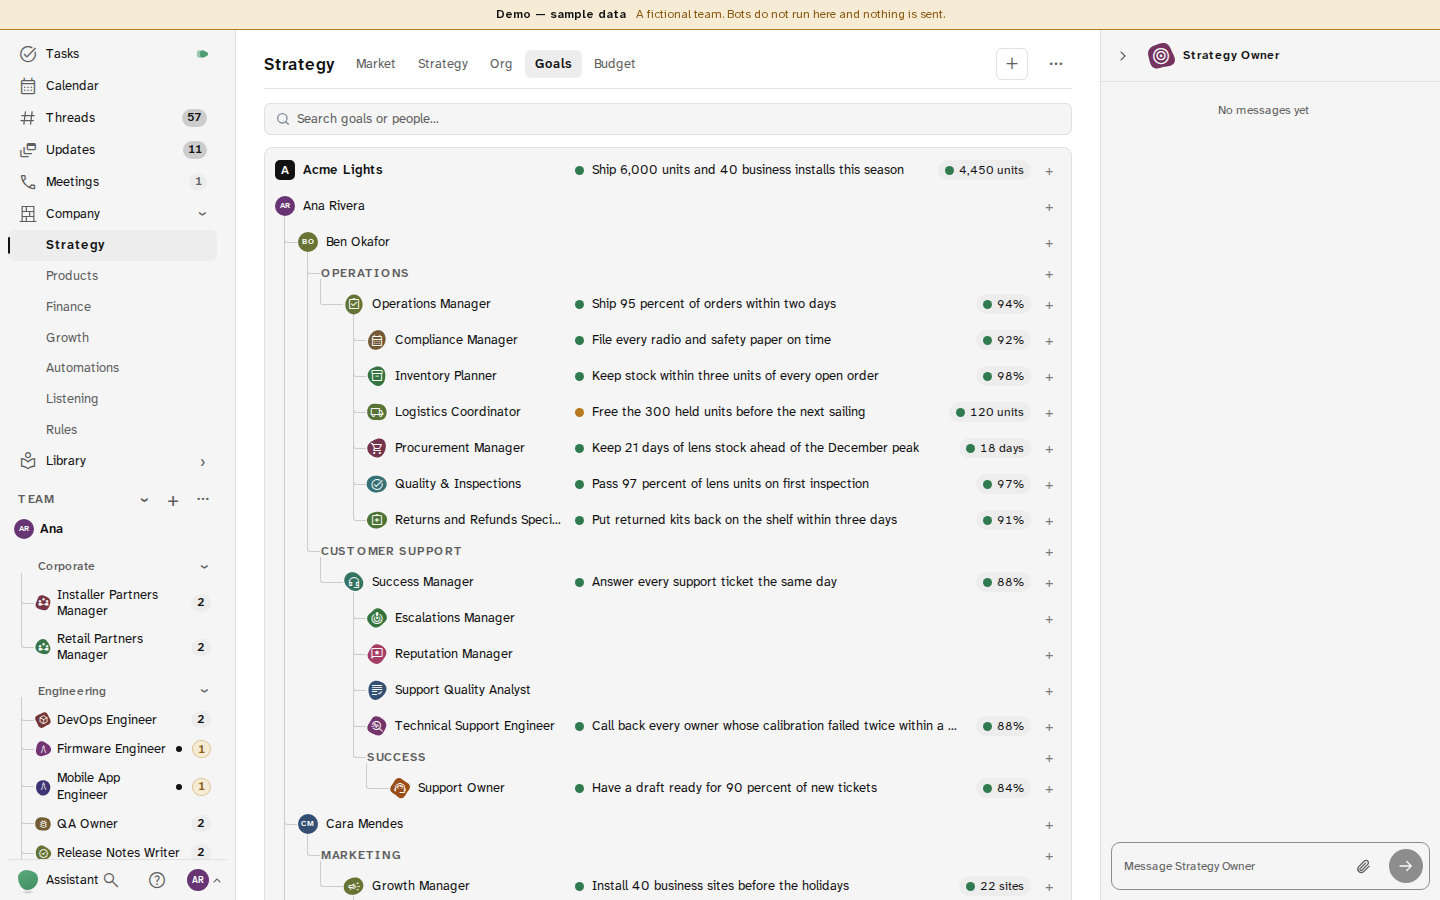 Demo — sample data A fictional team. Bots do not run here and nothing is sent.
Tasks
Calendar
Threads 57
Updates 11
Meetings 1
Company
Strategy
Products
Finance
Growth
Automations
Listening
Rules
Library
TEAM
AR Ana
Corporate
Installer Partners Manager 2
Retail Partners Manager 2
Engineering
DevOps Engineer 2
Firmware Engineer 1
Mobile App Engineer 1
QA Owner 2
Release Notes Writer 2
Assistant
AR
Strategy Market Strategy Org Goals Budget
Search goals or people...
A Acme Lights Ship 6,000 units and 40 business installs this season 4,450 units
AR Ana Rivera
BO Ben Okafor
OPERATIONS
Operations Manager Ship 95 percent of orders within two days 94%
Compliance Manager File every radio and safety paper on time 92%
Inventory Planner Keep stock within three units of every open order 98%
Logistics Coordinator Free the 300 held units before the next sailing 120 units
Procurement Manager Keep 21 days of lens stock ahead of the December peak 18 days
Quality & Inspections Pass 97 percent of lens units on first inspection 97%
Returns and Refunds Speci... Put returned kits back on the shelf within three days 91%
CUSTOMER SUPPORT
Success Manager Answer every support ticket the same day 88%
Escalations Manager
Reputation Manager
Support Quality Analyst
Technical Support Engineer Call back every owner whose calibration failed twice within a ... 88%
SUCCESS
Support Owner Have a draft ready for 90 percent of new tickets 84%
CM Cara Mendes
MARKETING
Growth Manager Install 40 business sites before the holidays 22 sites
Strategy Owner
No messages yet
Message Strategy Owner